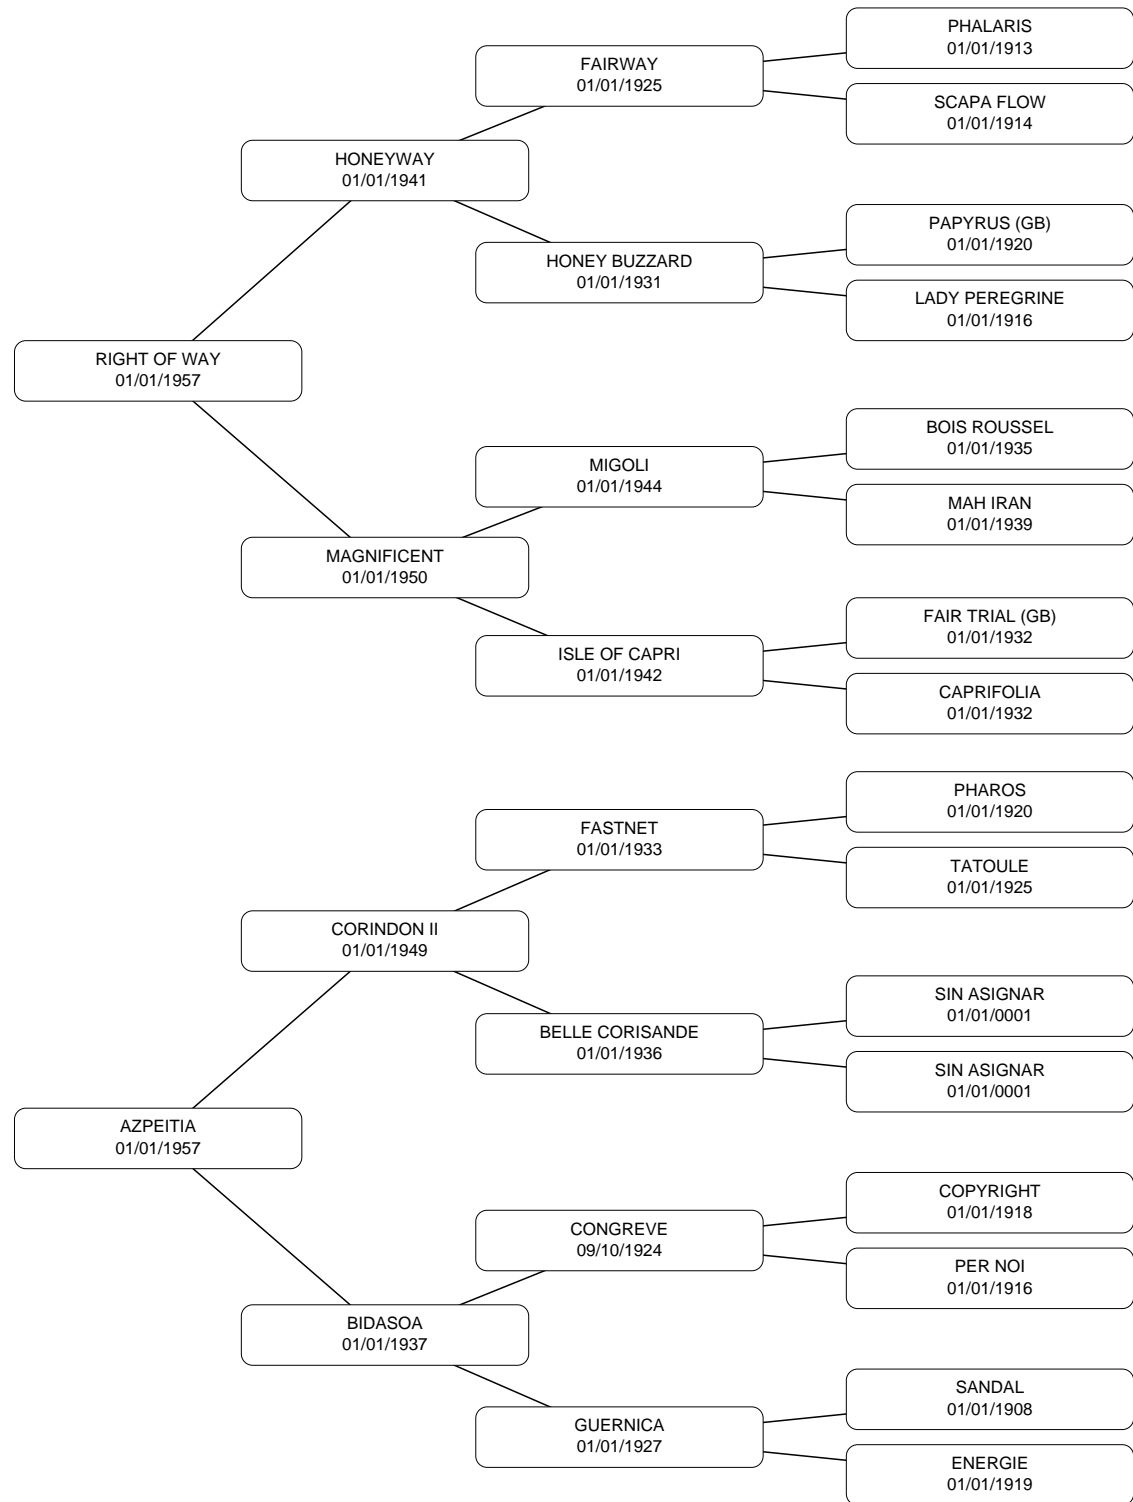 PHALARIS
01/01/1913
FAIRWAY
01/01/1925
SCAPA FLOW
01/01/1914
HONEYWAY
01/01/1941
PAPYRUS (GB)
01/01/1920
HONEY BUZZARD
01/01/1931
LADY PEREGRINE
01/01/1916
RIGHT OF WAY
01/01/1957
BOIS ROUSSEL
01/01/1935
MIGOLI
01/01/1944
MAH IRAN
01/01/1939
MAGNIFICENT
01/01/1950
FAIR TRIAL (GB)
01/01/1932
ISLE OF CAPRI
01/01/1942
CAPRIFOLIA
01/01/1932
PHAROS
01/01/1920
FASTNET
01/01/1933
TATOULE
01/01/1925
CORINDON II
01/01/1949
SIN ASIGNAR
01/01/0001
BELLE CORISANDE
01/01/1936
SIN ASIGNAR
01/01/0001
AZPEITIA
01/01/1957
COPYRIGHT
01/01/1918
CONGREVE
09/10/1924
PER NOI
01/01/1916
BIDASOA
01/01/1937
SANDAL
01/01/1908
GUERNICA
01/01/1927
ENERGIE
01/01/1919